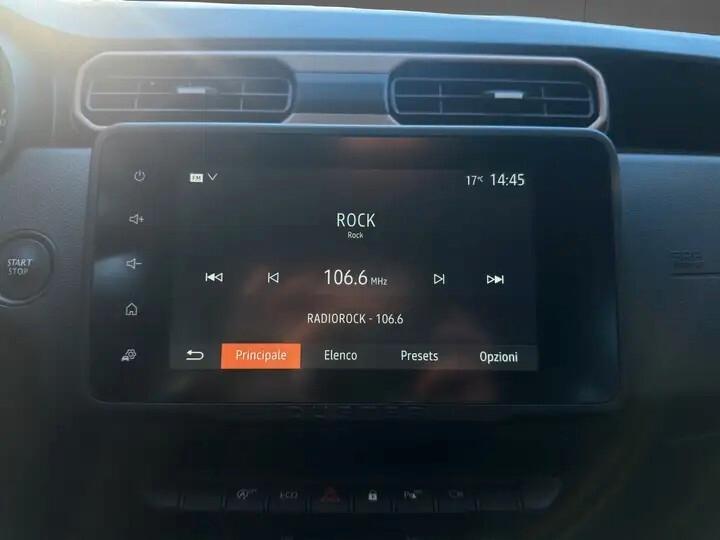 FM
17°C 14:45
ROCK
Rock
106.6 MHz
RADIOROCK - 106.6
Principale Elenco Presets Opzioni
START
STOP
DUSTER
ECO